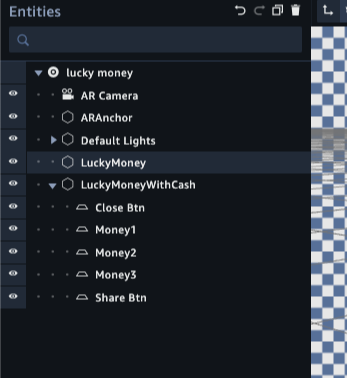 Entities
lucky money
AR Camera
ARAnchor
Default Lights
LuckyMoney
LuckyMoneyWithCash
Close Btn
Money1
Money2
Money3
Share Btn